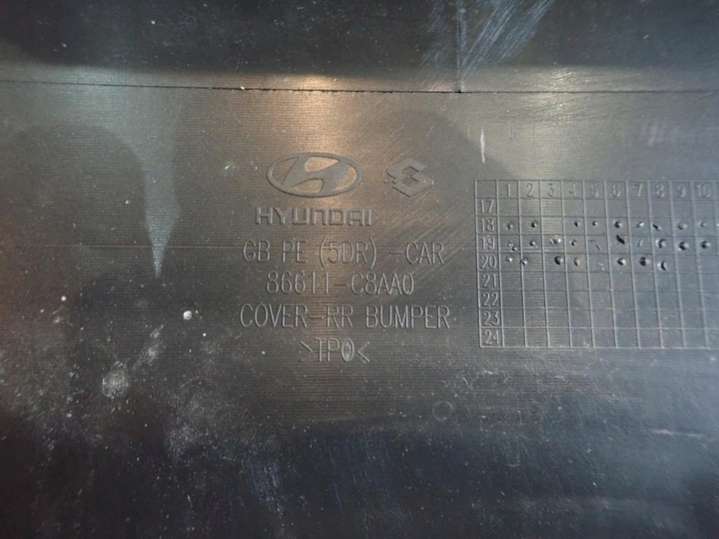 HYUNDAI
GB PE (5DR) -CAR
86611-C8AA0
COVER-RR BUMPER
>TPO<
1 2 3 4 5 6 7 8 9 10
17
18
19
20
21
22
23
24